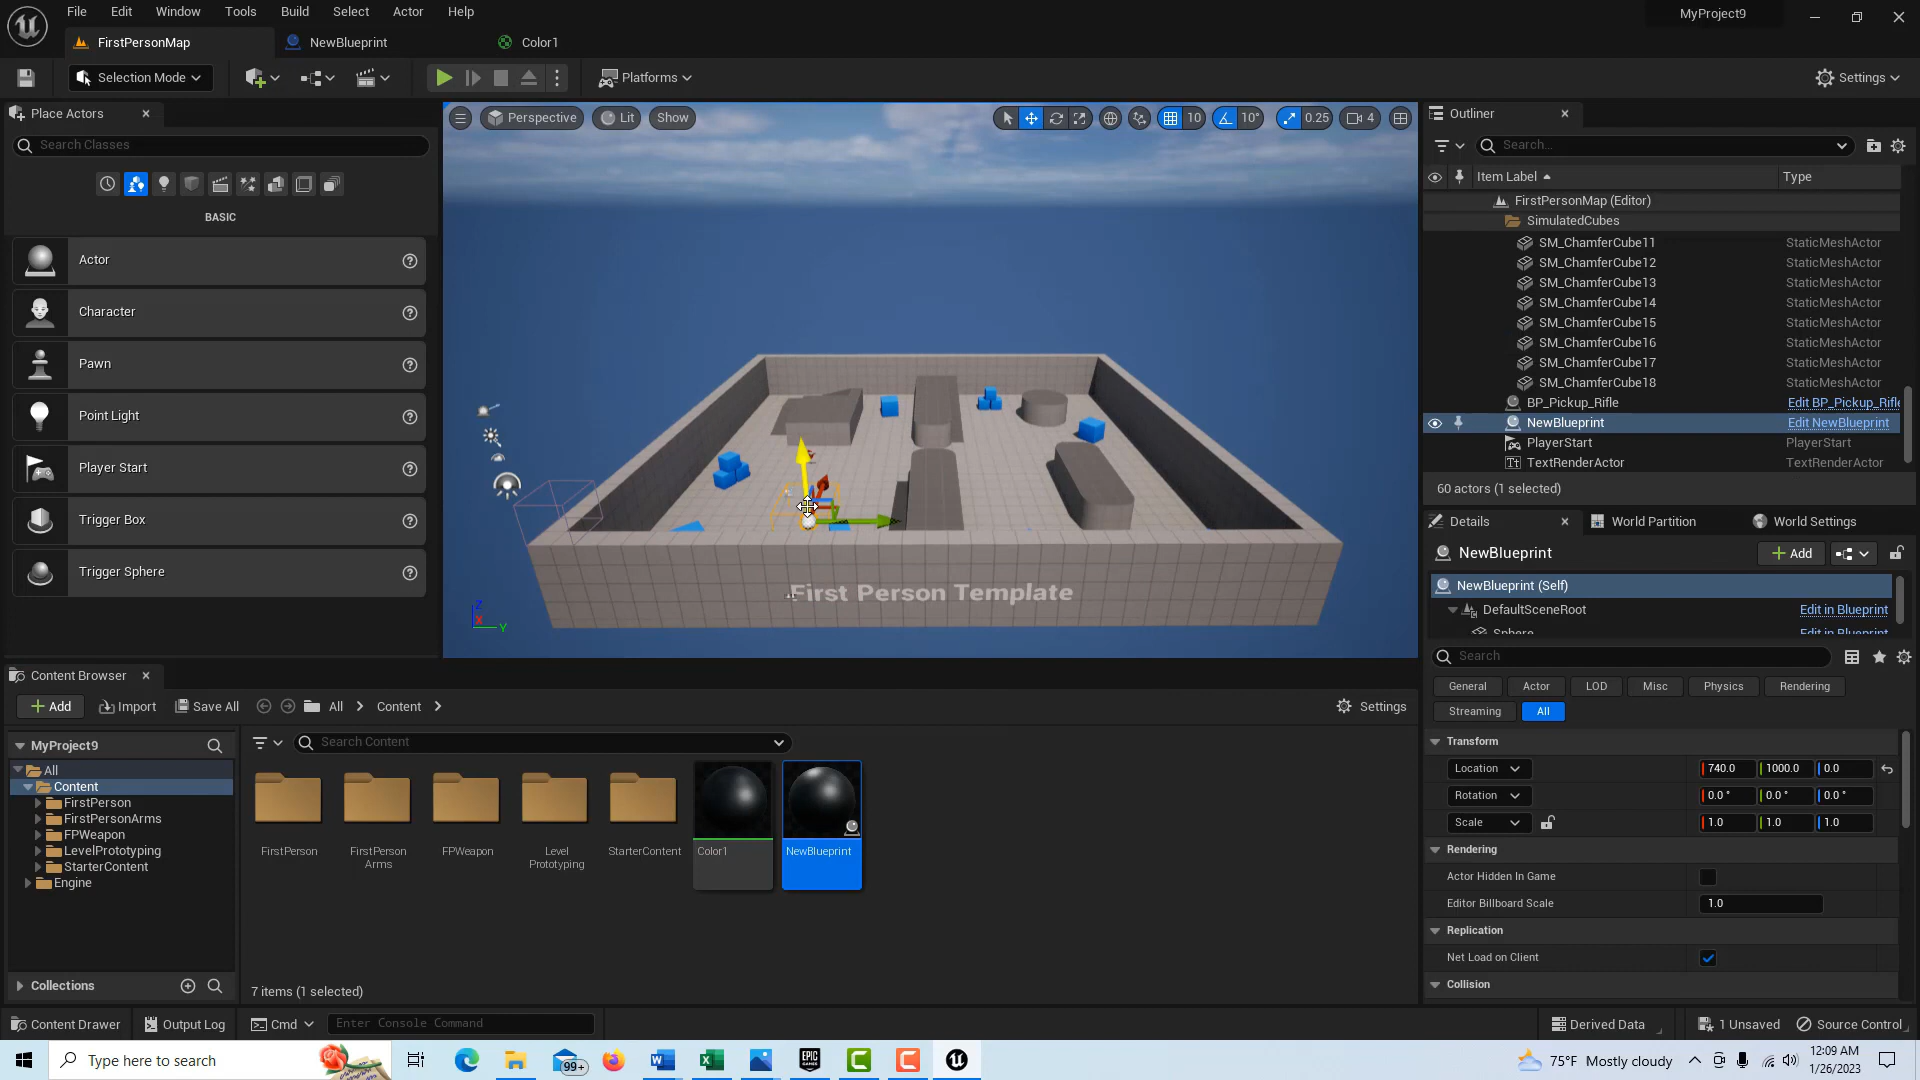 File Edit Window Tools Build Select Actor Help
MyProject9
FirstPersonMap NewBlueprint Color1
Selection Mode Platforms Settings
Place Actors
Search Classes
BASIC
Actor
Character
Pawn
Point Light
Player Start
Trigger Box
Trigger Sphere
Perspective Lit Show 10 10° 0.25 4
First Person Template
Z
X
Y
Outliner
Search...
Item Label Type
FirstPersonMap (Editor)
SimulatedCubes
SM_ChamferCube11 StaticMeshActor
SM_ChamferCube12 StaticMeshActor
SM_ChamferCube13 StaticMeshActor
SM_ChamferCube14 StaticMeshActor
SM_ChamferCube15 StaticMeshActor
SM_ChamferCube16 StaticMeshActor
SM_ChamferCube17 StaticMeshActor
SM_ChamferCube18 StaticMeshActor
BP_Pickup_Rifle Edit BP_Pickup_Rifle
NewBlueprint Edit NewBlueprint
PlayerStart PlayerStart
TextRenderActor TextRenderActor
60 actors (1 selected)
Details World Partition World Settings
NewBlueprint Add
NewBlueprint (Self)
DefaultSceneRoot Edit in Blueprint
Sphere Edit in Blueprint
Search
General Actor LOD Misc Physics Rendering
Streaming All
Transform
Location 740.0 1000.0 0.0
Rotation 0.0 ° 0.0 ° 0.0 °
Scale 1.0 1.0 1.0
Rendering
Actor Hidden In Game
Editor Billboard Scale 1.0
Replication
Net Load on Client
Collision
Content Browser
Add Import Save All All Content Settings
MyProject9
All
Content
FirstPerson
FirstPersonArms
FPWeapon
LevelPrototyping
StarterContent
Engine
Collections
Search Content
FirstPerson
FirstPerson
Arms
FPWeapon
Level
Prototyping
StarterContent
Color1
NewBlueprint
7 items (1 selected)
Content Drawer Output Log Cmd Enter Console Command Derived Data 1 Unsaved Source Control
Type here to search 99+ EPIC GAMES 75°F Mostly cloudy 12:09 AM
1/26/2023